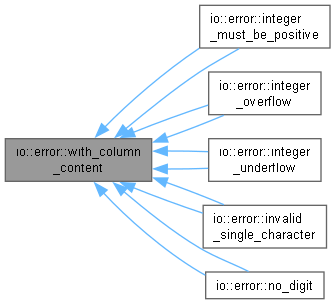 io::error::integer
_must_be_positive
io::error::integer
_overflow
io::error::with_column
_content
io::error::integer
_underflow
io::error::invalid
_single_character
io::error::no_digit